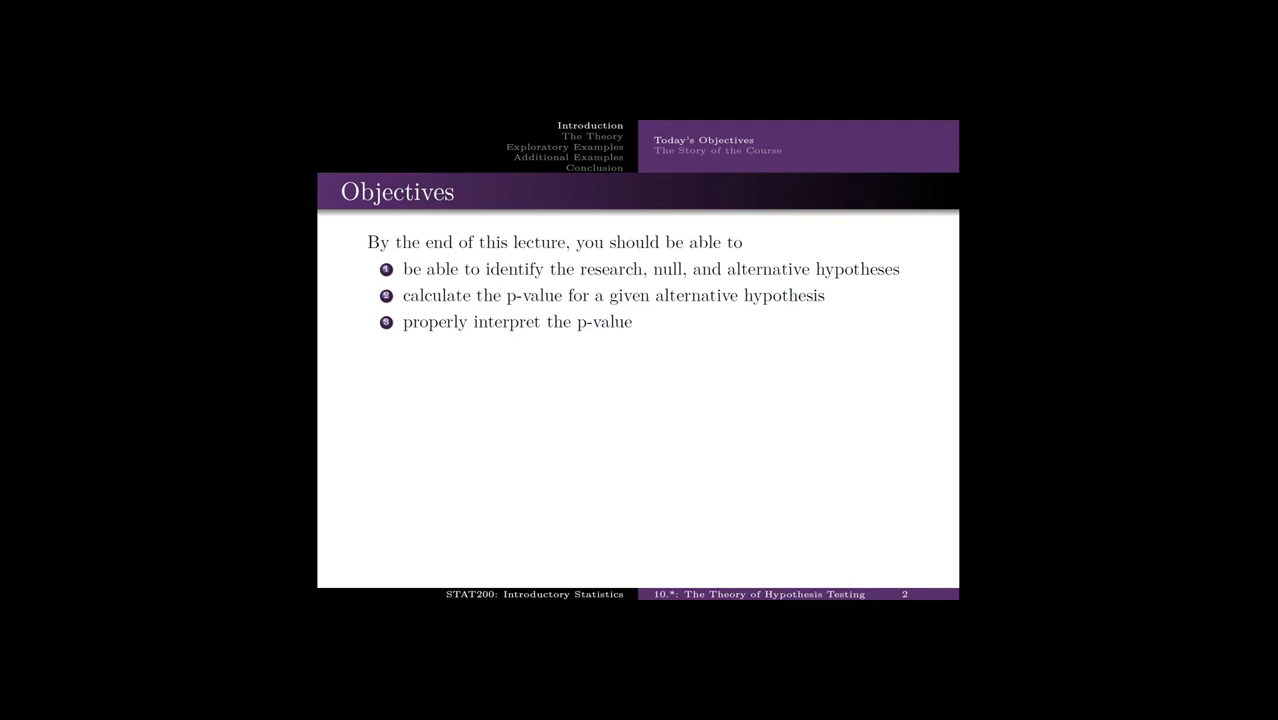 Introduction
The Theory
Exploratory Examples
Additional Examples
Conclusion
Today's Objectives
The Story of the Course
Objectives
By the end of this lecture, you should be able to
1 be able to identify the research, null, and alternative hypotheses
2 calculate the p-value for a given alternative hypothesis
3 properly interpret the p-value
STAT200: Introductory Statistics
10.*: The Theory of Hypothesis Testing 2